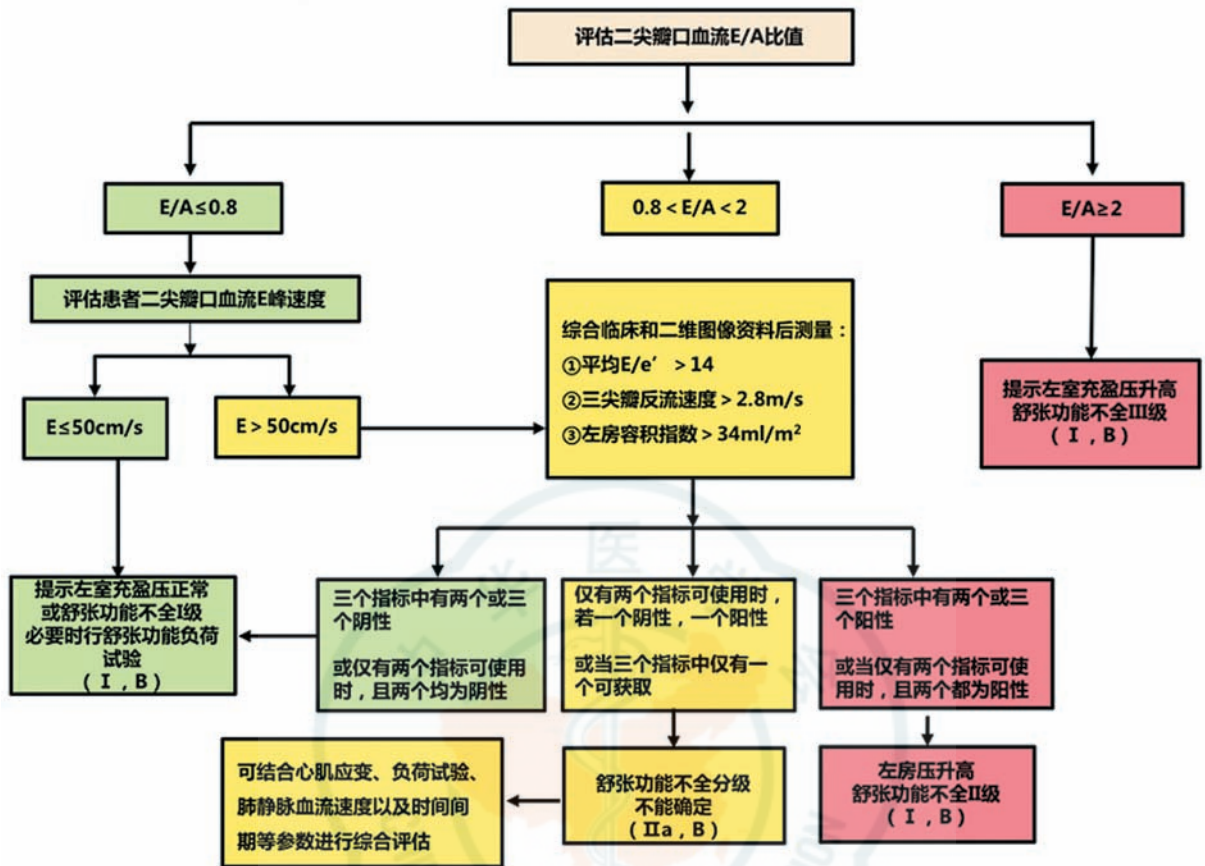 评估二尖瓣口血流E/A比值
E/A≤0.8
0.8＜E/A＜2
E/A≥2
评估患者二尖瓣口血流E峰速度
E≤50cm/s
E＞50cm/s
综合临床和二维图像资料后测量：
①平均E/e′＞14
②三尖瓣反流速度＞2.8m/s
③左房容积指数＞34ml/m²
提示左室充盈压升高
舒张功能不全III级
（I，B）
提示左室充盈压正常
或舒张功能不全I级
必要时行舒张功能负荷
试验
（I，B）
三个指标中有两个或三
个阴性
或仅有两个指标可使用
时，且两个均为阴性
仅有两个指标可使用时，
若一个阴性，一个阳性
或当三个指标中仅有一
个可获取
三个指标中有两个或三
个阳性
或当仅有两个指标可使
用时，且两个都为阳性
可结合心肌应变、负荷试验、
肺静脉血流速度以及时间间
期等参数进行综合评估
舒张功能不全分级
不能确定
（IIa，B）
左房压升高
舒张功能不全II级
（I，B）
华医学会